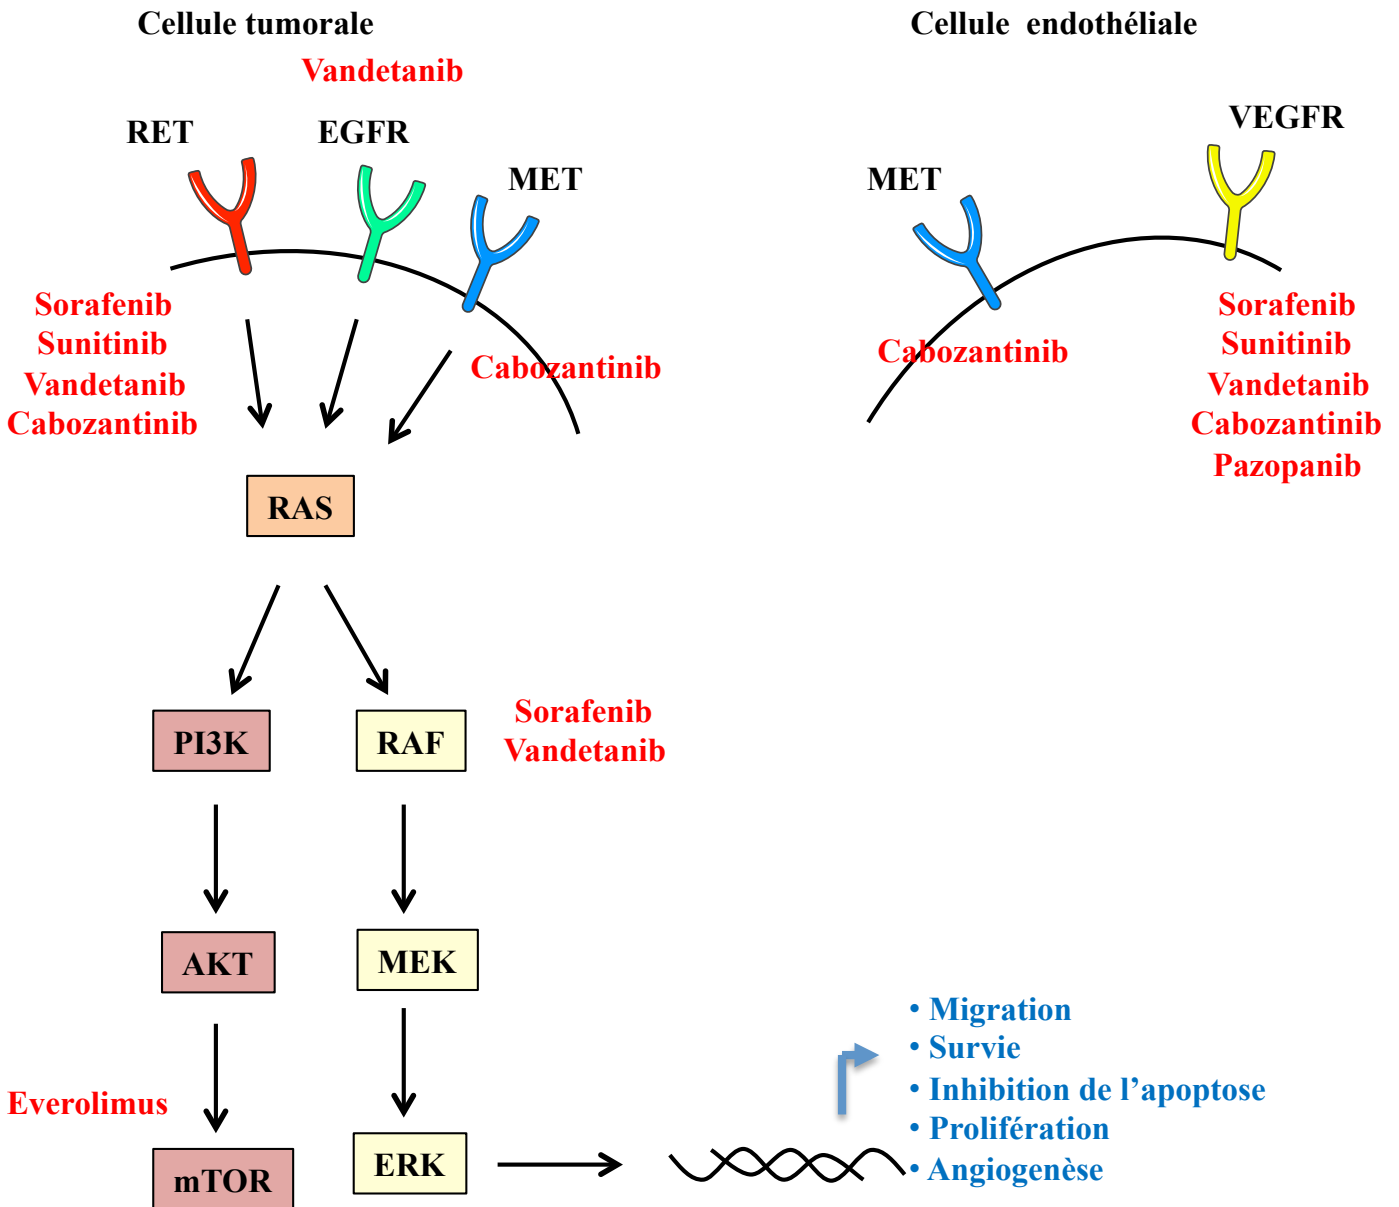 Cellule tumorale
Cellule endothéliale
Vandetanib
RET
EGFR
MET
MET
VEGFR
Sorafenib
Sunitinib
Vandetanib
Cabozantinib
Cabozantinib
Cabozantinib
Sorafenib
Sunitinib
Vandetanib
Cabozantinib
Pazopanib
RAS
PI3K
RAF
Sorafenib
Vandetanib
AKT
MEK
Everolimus
mTOR
ERK
• Migration
• Survie
• Inhibition de l’apoptose
• Prolifération
• Angiogenèse